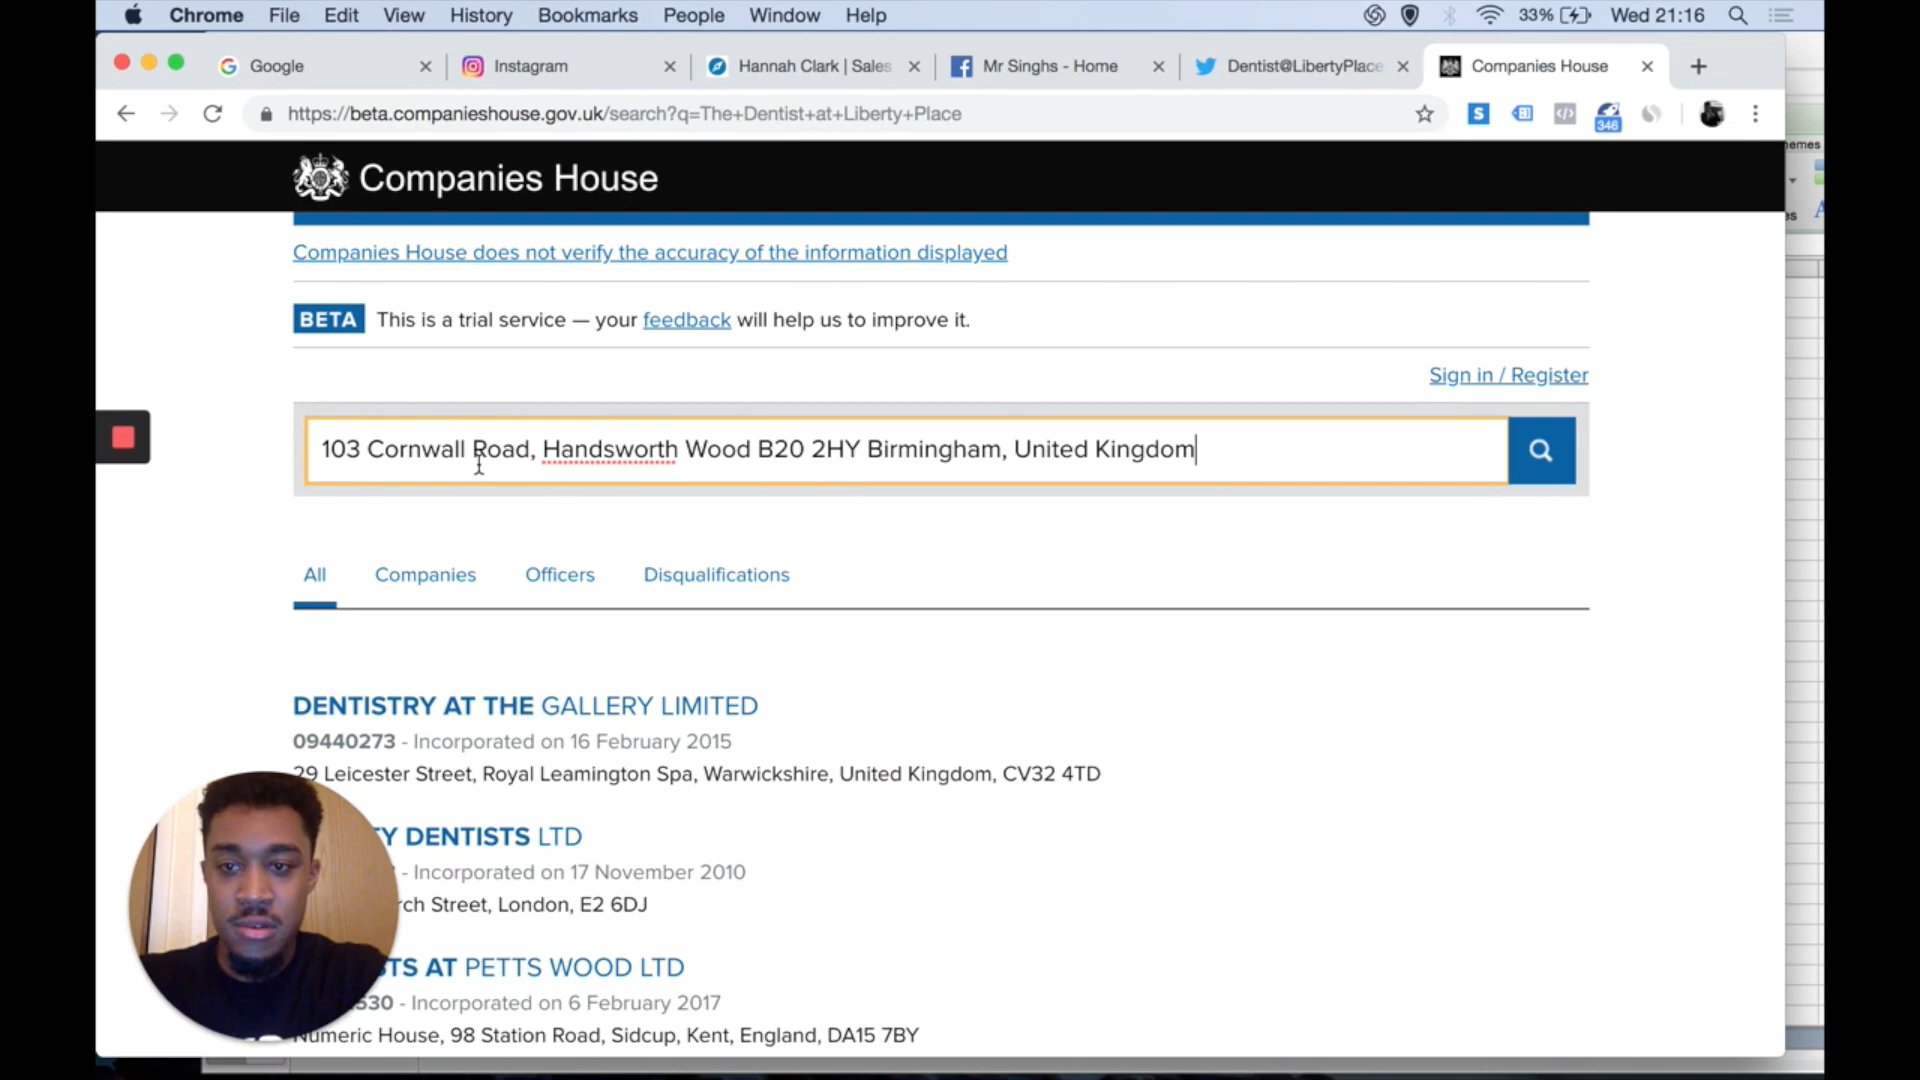 Chrome File Edit View History Bookmarks People Window Help 33% Wed 21:16
Google Instagram Hannah Clark | Sales Mr Singhs - Home Dentist@LibertyPlace Companies House
https://beta.companieshouse.gov.uk/search?q=The+Dentist+at+Liberty+Place
346
Companies House
Companies House does not verify the accuracy of the information displayed
BETA This is a trial service — your feedback will help us to improve it.
Sign in / Register
103 Cornwall Road, Handsworth Wood B20 2HY Birmingham, United Kingdom
All Companies Officers Disqualifications
DENTISTRY AT THE GALLERY LIMITED
09440273 - Incorporated on 16 February 2015
29 Leicester Street, Royal Leamington Spa, Warwickshire, United Kingdom, CV32 4TD
DENTISTS LTD
- Incorporated on 17 November 2010
Street, London, E2 6DJ
AT PETTS WOOD LTD
530 - Incorporated on 6 February 2017
Numeric House, 98 Station Road, Sidcup, Kent, England, DA15 7BY